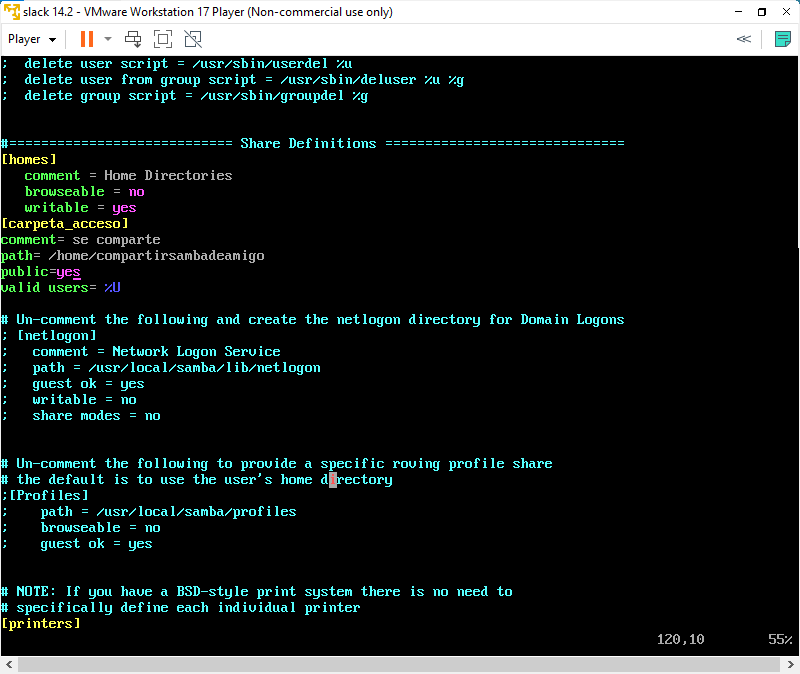 slack 14.2 - VMware Workstation 17 Player (Non-commercial use only)
Player
;  delete user script = /usr/sbin/userdel %u
;  delete user from group script = /usr/sbin/deluser %u %g
;  delete group script = /usr/sbin/groupdel %g
#============================ Share Definitions ==============================
[homes]
   comment = Home Directories
   browseable = no
   writable = yes
[carpeta_acceso]
comment= se comparte
path= /home/compartirsambadeamigo
public=yes
valid users= %U
# Un-comment the following and create the netlogon directory for Domain Logons
; [netlogon]
;   comment = Network Logon Service
;   path = /usr/local/samba/lib/netlogon
;   guest ok = yes
;   writable = no
;   share modes = no
# Un-comment the following to provide a specific roving profile share
# the default is to use the user's home directory
;[Profiles]
;    path = /usr/local/samba/profiles
;    browseable = no
;    guest ok = yes
# NOTE: If you have a BSD-style print system there is no need to
# specifically define each individual printer
[printers]
120,10        55%